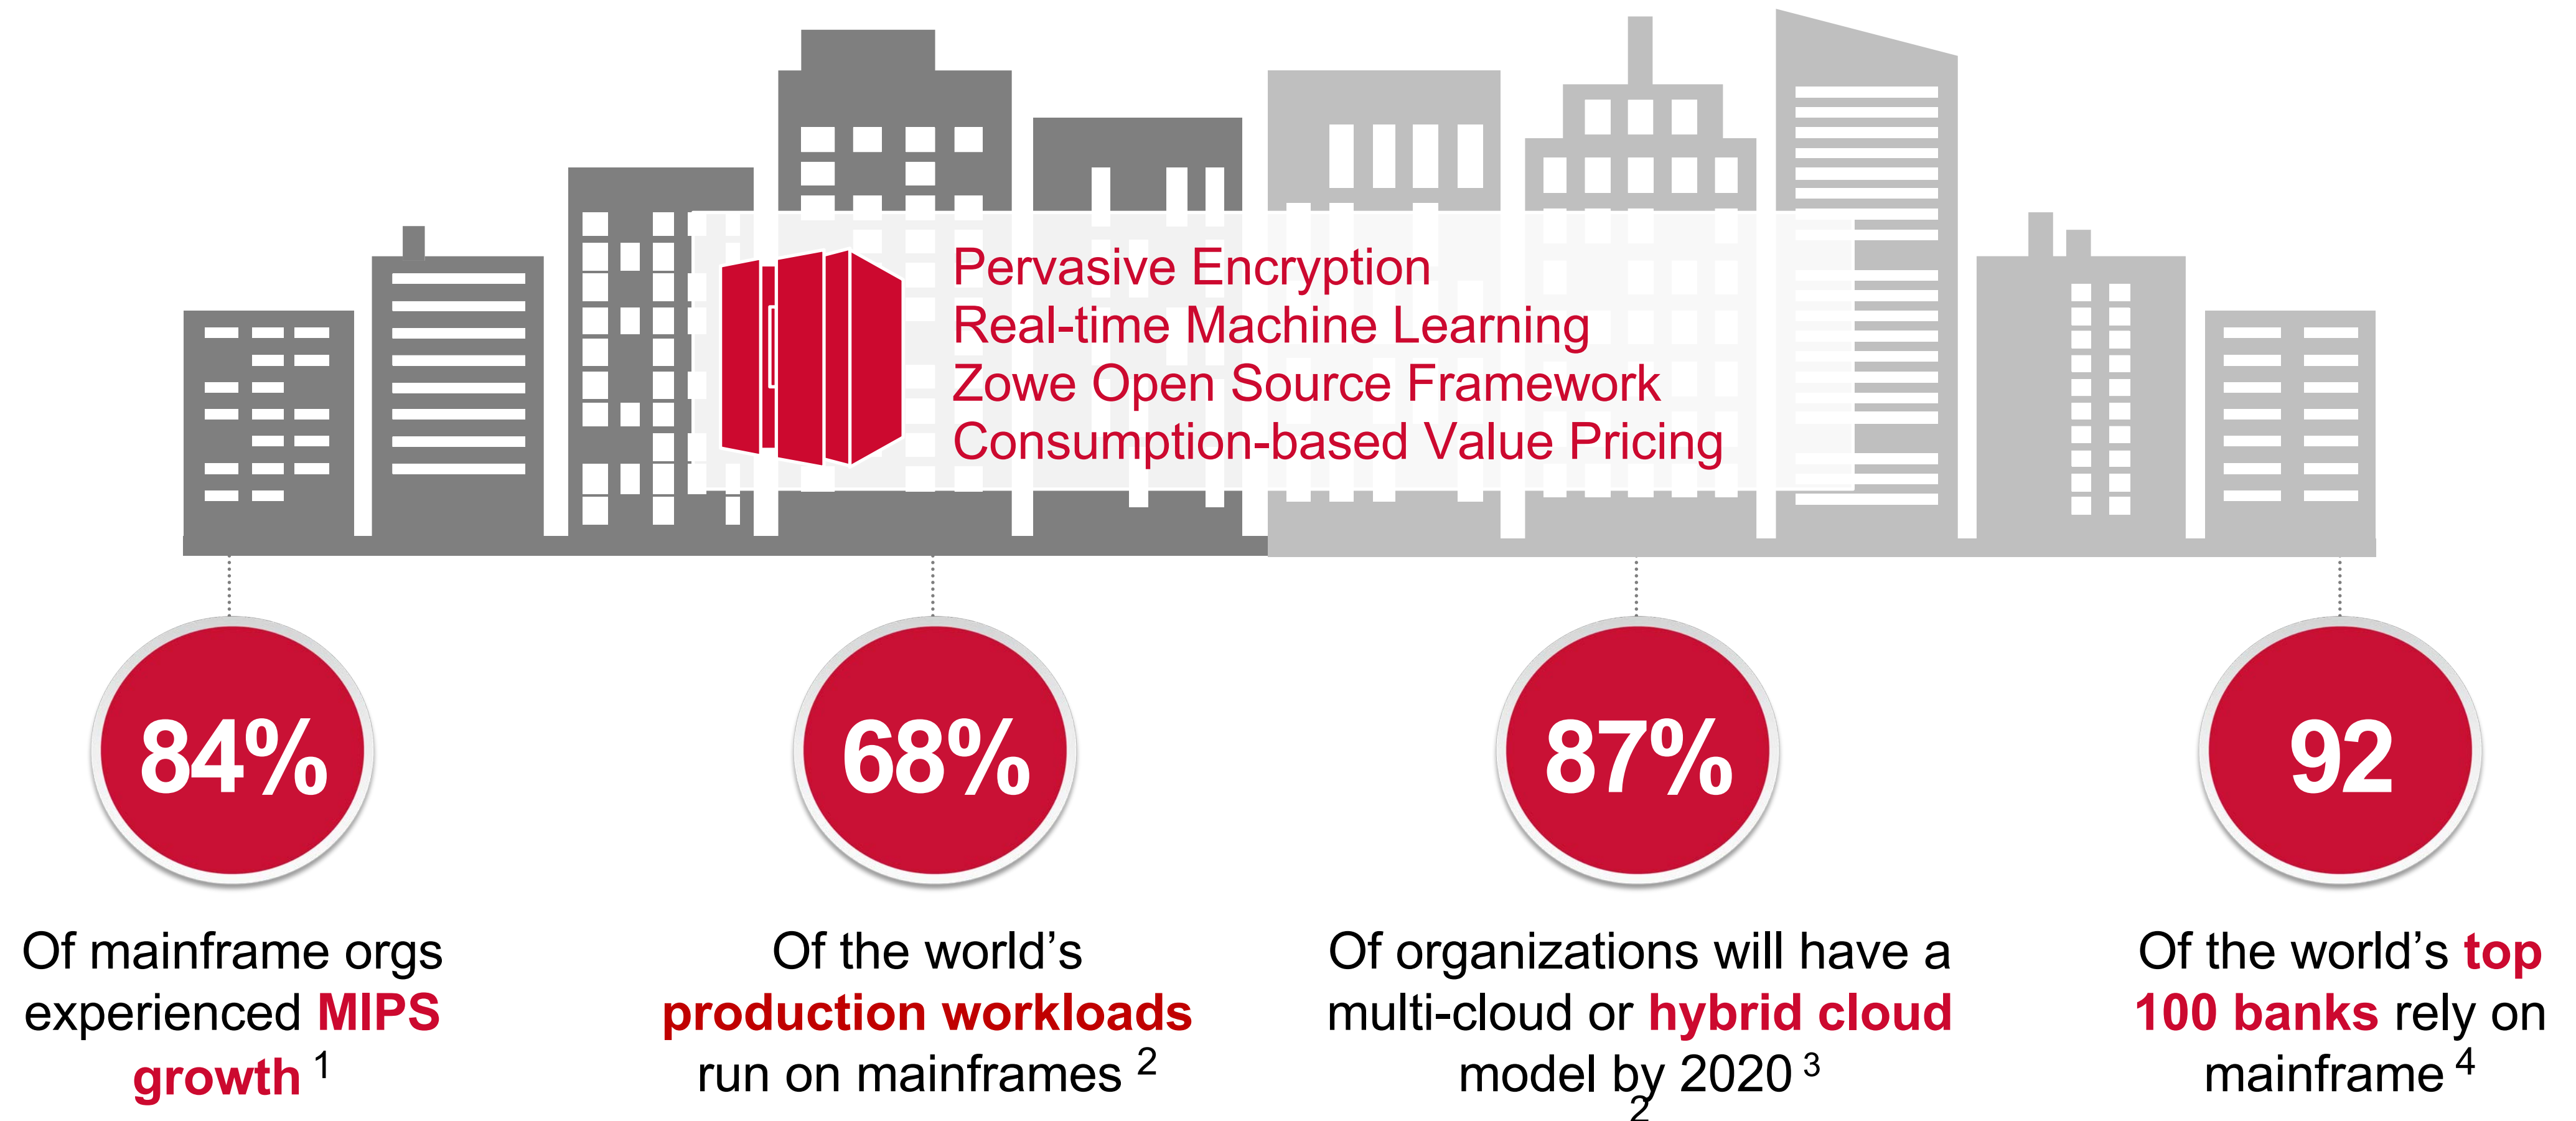 Pervasive Encryption
Real-time Machine Learning
Zowe Open Source Framework
Consumption-based Value Pricing
84%
Of mainframe orgs
experienced MIPS
growth 1
68%
Of the world’s
production workloads
run on mainframes 2
87%
Of organizations will have a
multi-cloud or hybrid cloud
model by 2020 3
2
92
Of the world’s top
100 banks rely on
mainframe 4